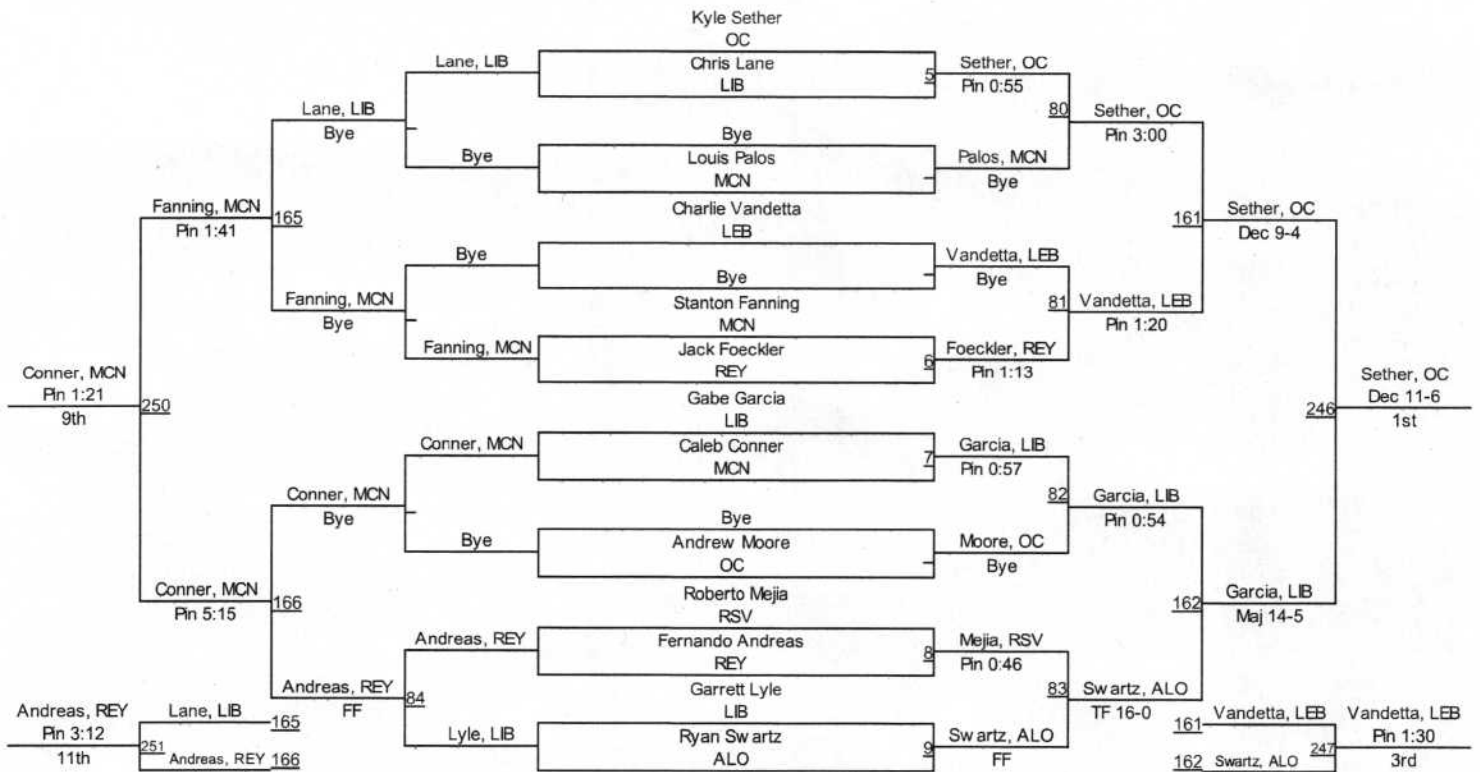 Kyle Sether
OC
Lane, LIB
Chris Lane
5
Sether, OC
LIB
Pin 0:55
Lane, LIB
80
Sether, OC
Bye
Bye
Pin 3:00
Bye
Louis Palos
Palos, MCN
MCN
Bye
Fanning, MCN
165
Charlie Vandetta
161
Sether, OC
Pin 1:41
LEB
Dec 9-4
Bye
Vandetta, LEB
Bye
Bye
Fanning, MCN
Stanton Fanning
81
Vandetta, LEB
Bye
MCN
Pin 1:20
Fanning, MCN
Jack Foeckler
6
Foeckler, REY
REY
Pin 1:13
Conner, MCN
Sether, OC
Pin 1:21
250
Gabe Garcia
246
Dec 11-6
9th
LIB
1st
Conner, MCN
Caleb Conner
7
Garcia, LIB
MCN
Pin 0:57
Conner, MCN
82
Garcia, LIB
Bye
Bye
Pin 0:54
Bye
Andrew Moore
Moore, OC
OC
Bye
Conner, MCN
166
Roberto Mejia
162
Garcia, LIB
Pin 5:15
RSV
Maj 14-5
Andreas, REY
Fernando Andreas
8
Mejia, RSV
REY
Pin 0:46
Andreas, REY
84
Garrett Lyle
83
Swartz, ALO
FF
LIB
TF 16-0
Andreas, REY
Lane, LIB
165
161
Vandetta, LEB
Vandetta, LEB
Pin 3:12
Lyle, LIB
Ryan Swartz
9
Swartz, ALO
Pin 1:30
11th
251
Andreas, REY
166
ALO
FF
162
Swartz, ALO
247
3rd